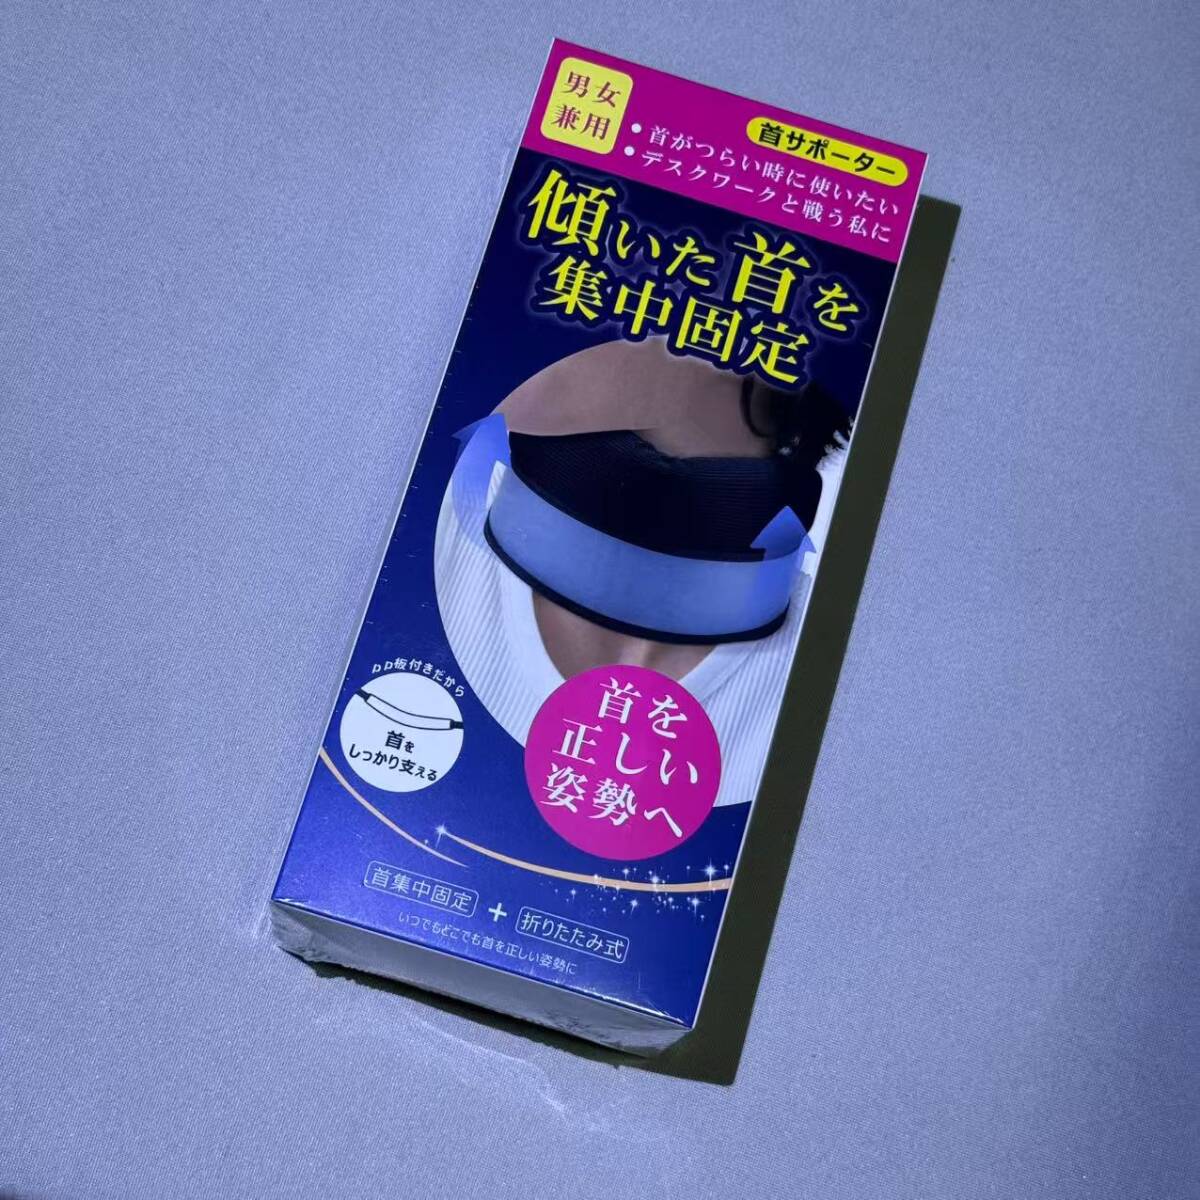 男女
兼用
首サポーター
・首がつらい時に使いたい
・デスクワークと戦う私に
傾いた首を
集中固定
PP板付きだから
首を
しっかり支える
首を
正しい
姿勢へ
首集中固定 + 折りたたみ式
いつでもどこでも首を正しい姿勢に